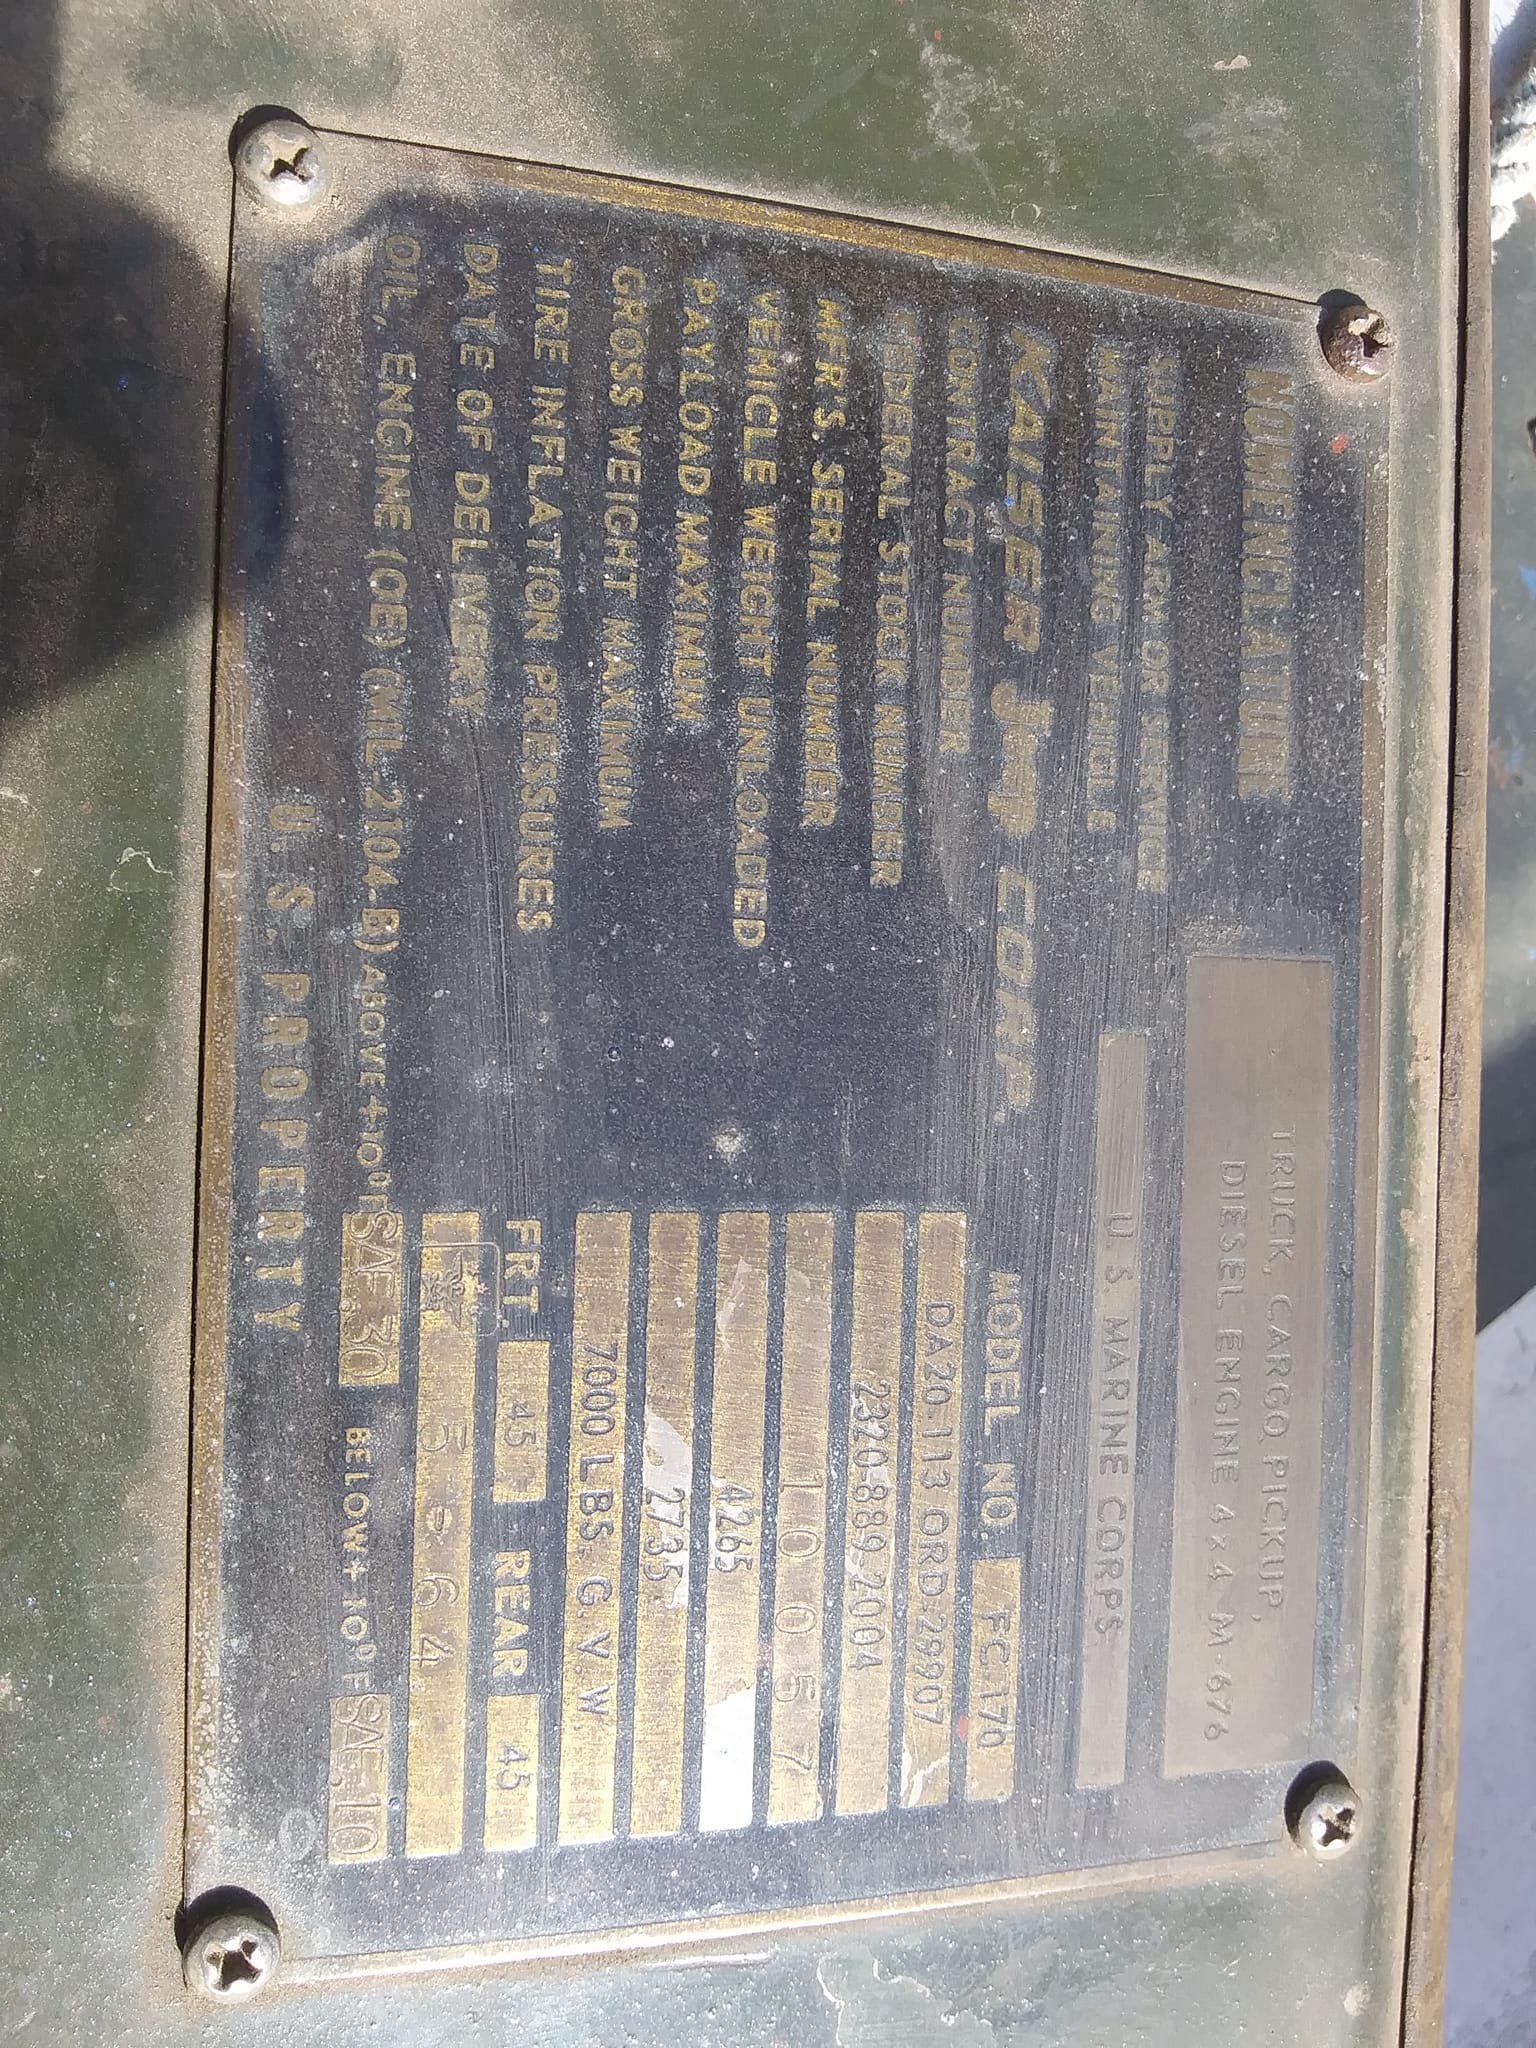 NOMENCLATURE TRUCK, CARGO, PICKUP,
DIESEL ENGINE 4x4 M-676
SUPPLY ARM OR SERVICE
MAINTAINING VEHICLE U.S. MARINE CORPS.
KAISER Jeep CORP. MODEL NO. FC.170
CONTRACT NUMBER DA20.113 ORD-29907
FEDERAL STOCK NUMBER 2320-889-2004
MFR'S. SERIAL NUMBER 10057
VEHICLE WEIGHT UNLOADED 4265
PAYLOAD MAXIMUM 2735
GROSS WEIGHT MAXIMUM 7000 LBS. G.V.W.
TIRE INFLATION PRESSURES FRT 45 REAR 45
DATE OF DELIVERY 5-64
OIL, ENGINE (OE) (MIL-2104-B) ABOVE +10°F SAE.30 BELOW +10°F SAE.10
U.S. PROPERTY